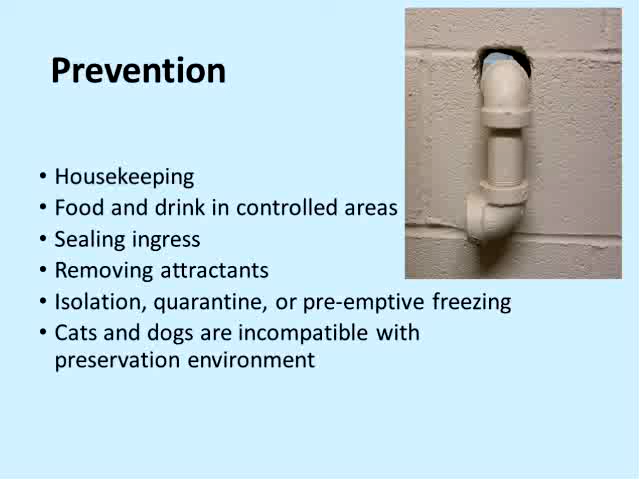 Prevention
• Housekeeping
• Food and drink in controlled areas
• Sealing ingress
• Removing attractants
• Isolation, quarantine, or pre-emptive freezing
• Cats and dogs are incompatible with
preservation environment